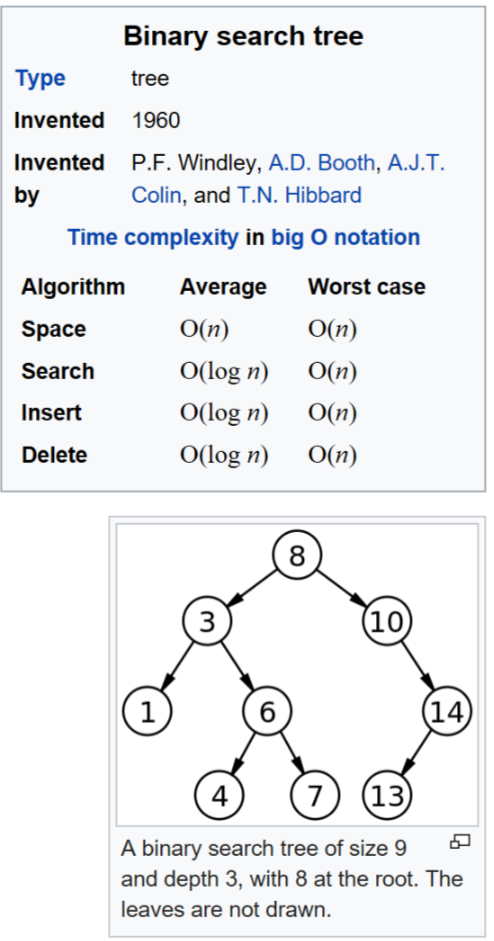 Binary search tree
Type tree
Invented 1960
Invented P.F. Windley, A.D. Booth, A.J.T.
by Colin, and T.N. Hibbard
Time complexity in big O notation
Algorithm Average Worst case
Space O(n) O(n)
Search O(log n) O(n)
Insert O(log n) O(n)
Delete O(log n) O(n)
8
3 10
1 6 14
4 7 13
A binary search tree of size 9
and depth 3, with 8 at the root. The
leaves are not drawn.